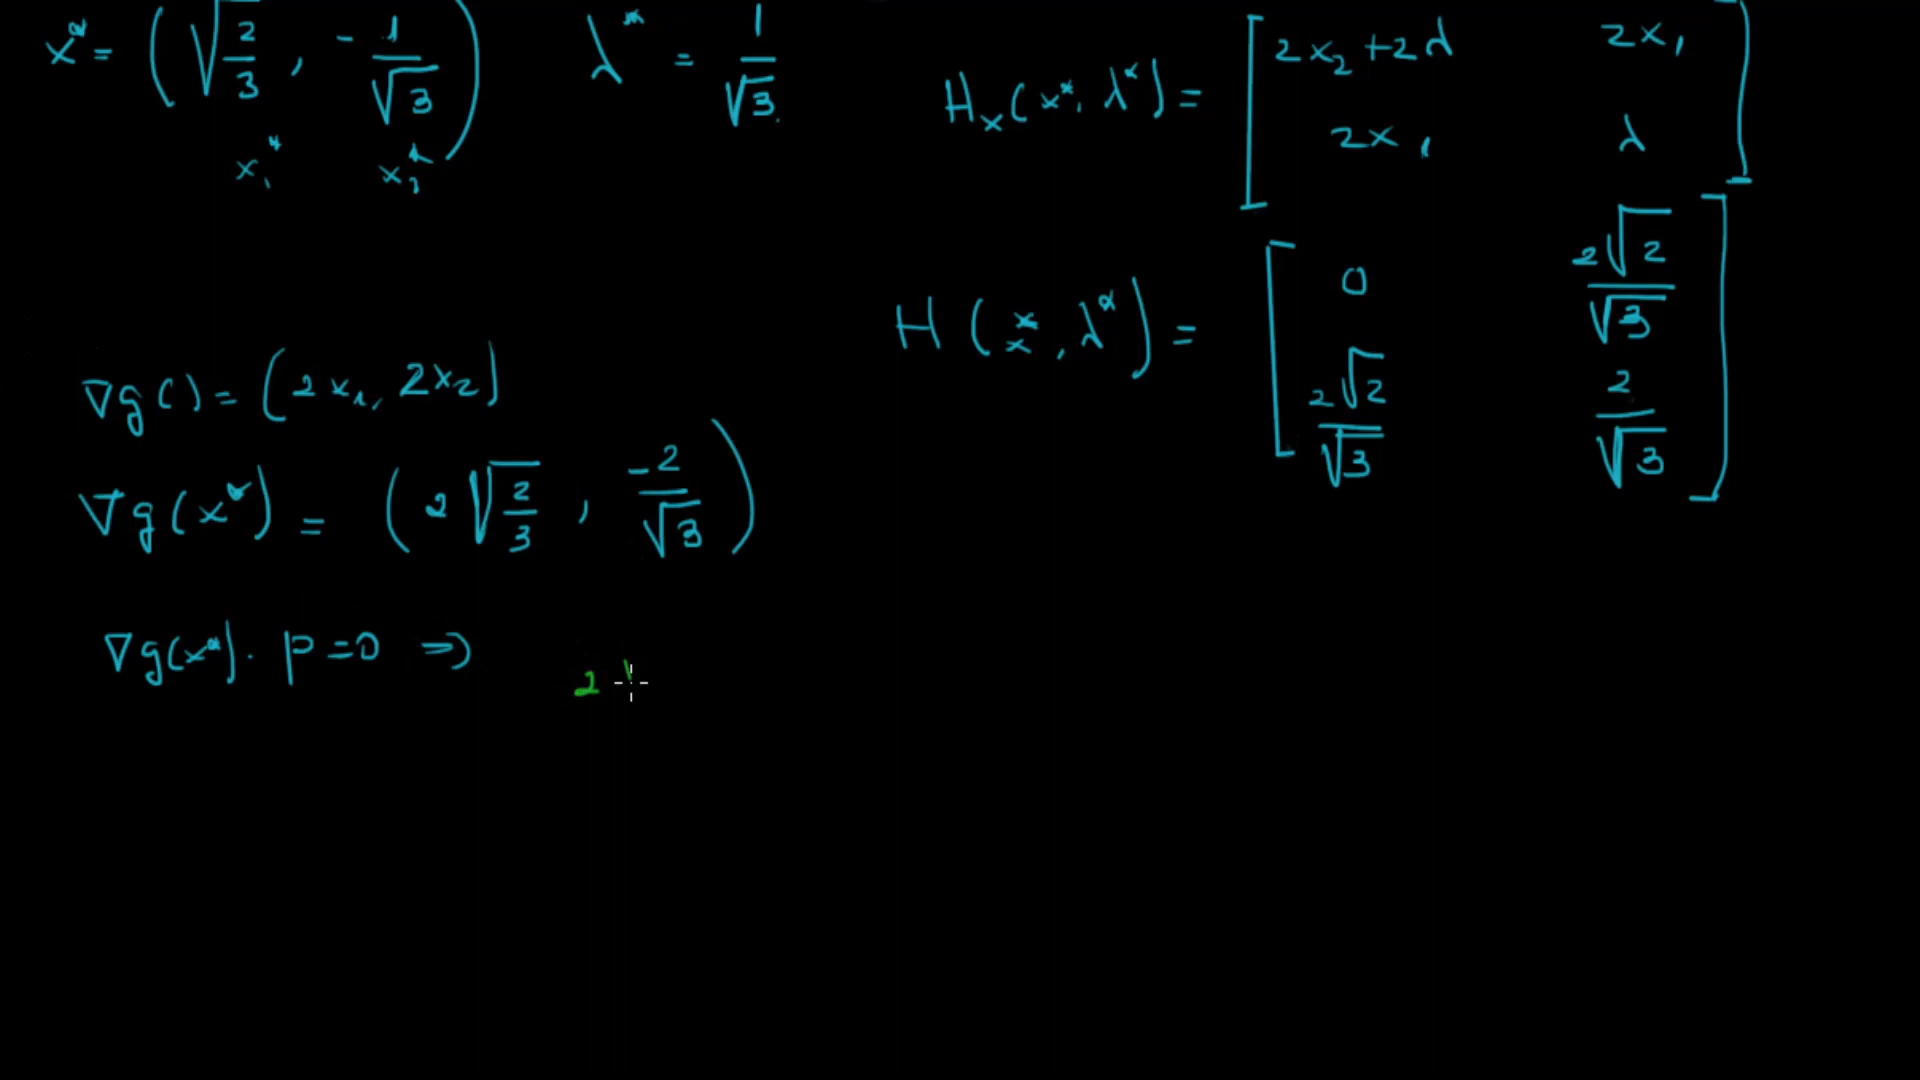 x* = (√(2/3), -1/√3) λ* = 1/√3
x₁* x₂*
Hₓ(x*, λ*) = [2x₂+2λ 2x₁
2x₁ λ]
H(x*, λ*) = [0 2√2/√3
2√2/√3 2/√3]
∇g() = (2x₁, 2x₂)
∇g(x*) = (2√(2/3), -2/√3)
∇g(x*) · P = 0 ⇒ 2